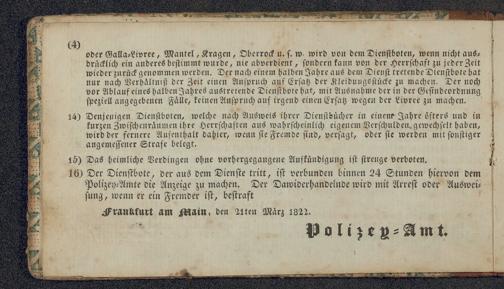 (4)
oder Galla-Livree, Mantel, Kragen, Oberrock u. s. w. wird von dem Dienstboten, wenn nicht aus-
drücklich ein anderes bestimmt wurde, nie abverdient, sondern kann von der Herrschaft zu jeder Zeit
wieder zurück genommen werden. Der nach einem halben Jahre aus dem Dienst tretende Dienstbote hat
nur nach Verhältniß der Zeit einen Anspruch auf Ersatz der Kleidungsstücke zu machen. Der noch
vor Ablauf eines halben Jahres austretende Dienstbote hat, mit Ausnahme der in der Gesindeordnung
speziell angegebenen Fälle, keinen Anspruch auf irgend einen Ersatz wegen der Livree zu machen.
14) Denjenigen Dienstboten, welche nach Ausweis ihrer Dienstbücher in einem Jahre öfters und in
kurzen Zwischenräumen ihre Herrschaften aus wahrscheinlich eigenem Verschulden, gewechselt haben,
wird der fernere Aufenthalt dahier, wenn sie Fremde sind, versagt, oder sie werden mit sonstiger
angemessener Strafe belegt.
15) Das heimliche Verdingen ohne vorhergegangene Aufkündigung ist strenge verboten.
16) Der Dienstbote, der aus dem Dienste tritt, ist verbunden binnen 24 Stunden hiervon dem
Polizey-Amte die Anzeige zu machen. Der Dawiderhandelnde wird mit Arrest oder Auswei-
sung, wenn er ein Fremder ist, bestraft
Frankfurt am Main, den 21ten März 1822.
Polizey-Amt.